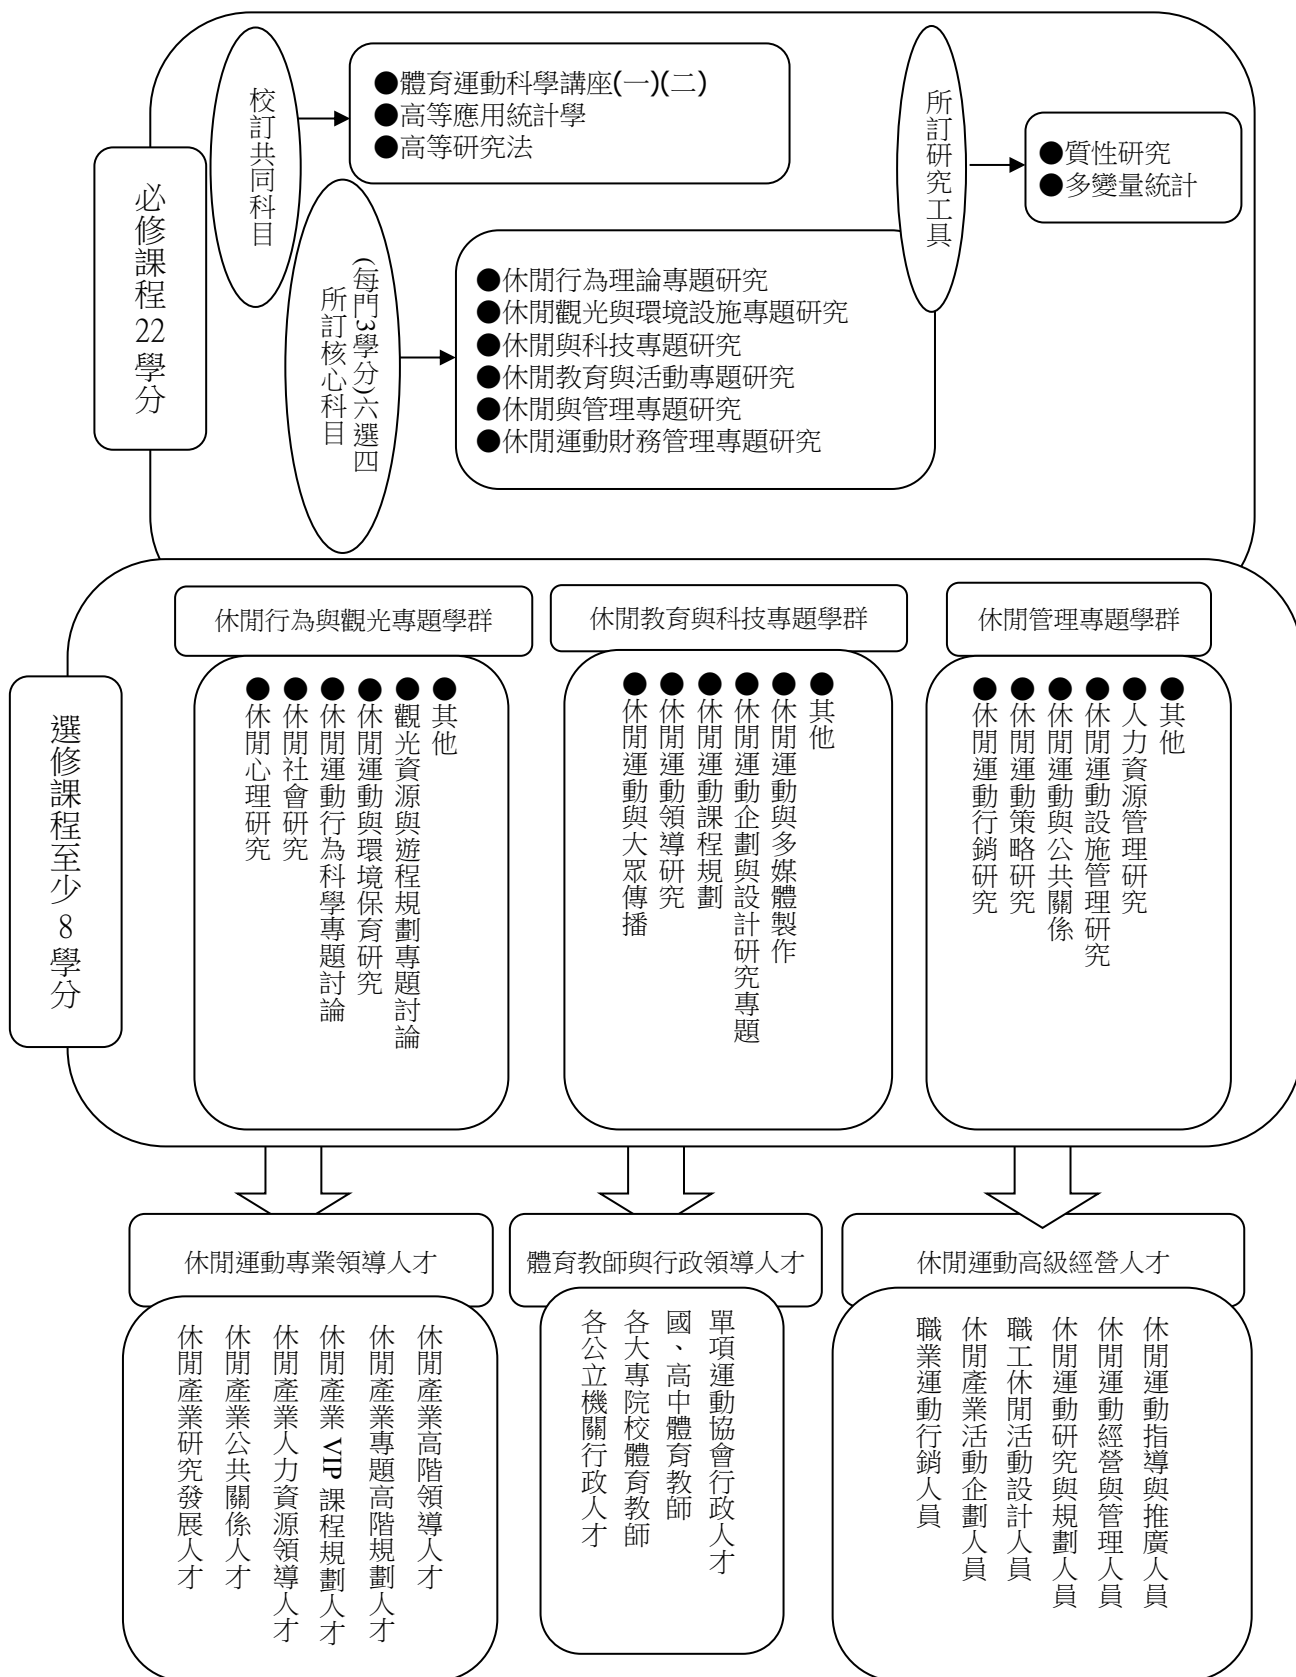 校訂共同科目
●體育運動科學講座(一)(二)
●高等應用統計學
●高等研究法
所訂研究工具
●質性研究
●多變量統計
必修課程 22 學分
(每門3學分)六選四
所訂核心科目
●休閒行為理論專題研究
●休閒觀光與環境設施專題研究
●休閒與科技專題研究
●休閒教育與活動專題研究
●休閒與管理專題研究
●休閒運動財務管理專題研究
選修課程至少 8 學分
休閒行為與觀光專題學群
●休閒心理研究
●休閒社會研究
●休閒運動行為科學專題討論
●休閒運動與環境保育研究
●觀光資源與遊程規劃專題討論
●其他
休閒教育與科技專題學群
●休閒運動與大眾傳播
●休閒運動領導研究
●休閒運動課程規劃
●休閒運動企劃與設計研究專題
●休閒運動與多媒體製作
●其他
休閒管理專題學群
●休閒運動行銷研究
●休閒運動策略研究
●休閒運動與公共關係
●休閒運動設施管理研究
●人力資源管理研究
●其他
休閒運動專業領導人才
休閒產業研究發展人才
休閒產業公共關係人才
休閒產業人力資源領導人才
休閒產業 VIP 課程規劃人才
休閒產業專題高階規劃人才
休閒產業高階領導人才
體育教師與行政領導人才
各公立機關行政人才
各大專院校體育教師
國、高中體育教師
單項運動協會行政人才
休閒運動高級經營人才
職業運動行銷人員
休閒產業活動企劃人員
職工休閒活動設計人員
休閒運動研究與規劃人員
休閒運動經營與管理人員
休閒運動指導與推廣人員